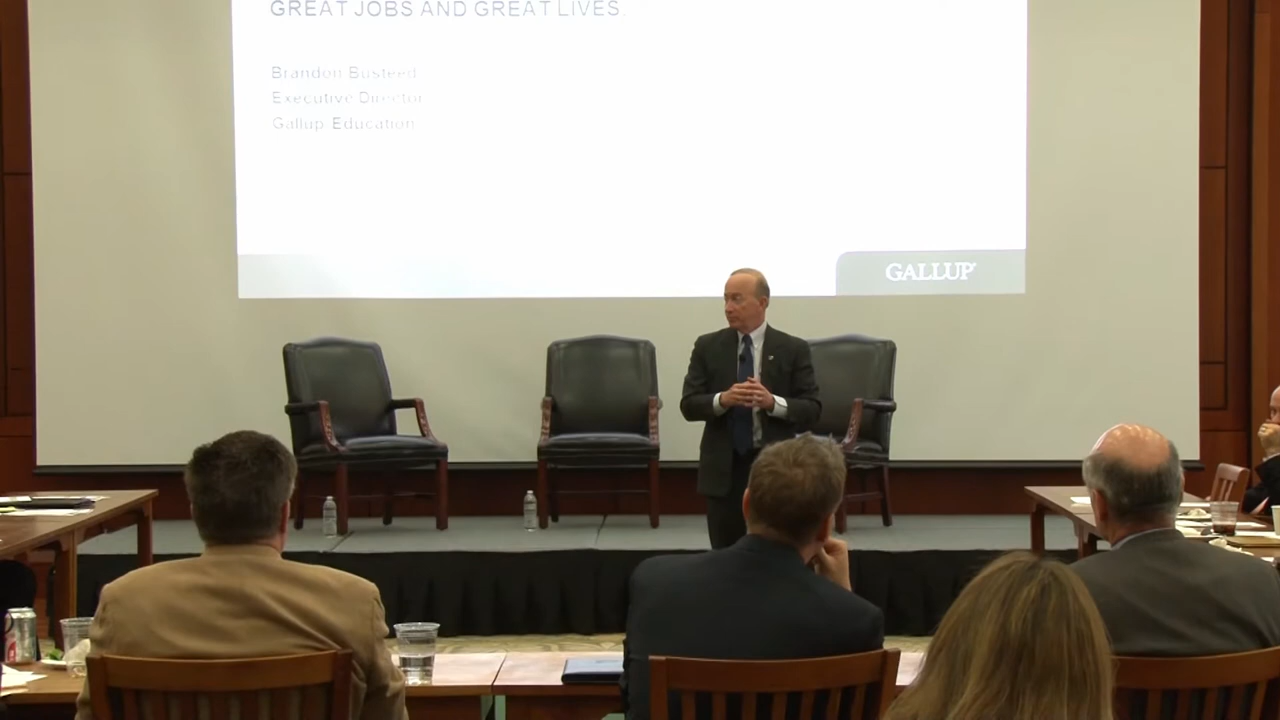 GREAT JOBS AND GREAT LIVES.
Brandon Busteed
Executive Director
Gallup Education
GALLUP